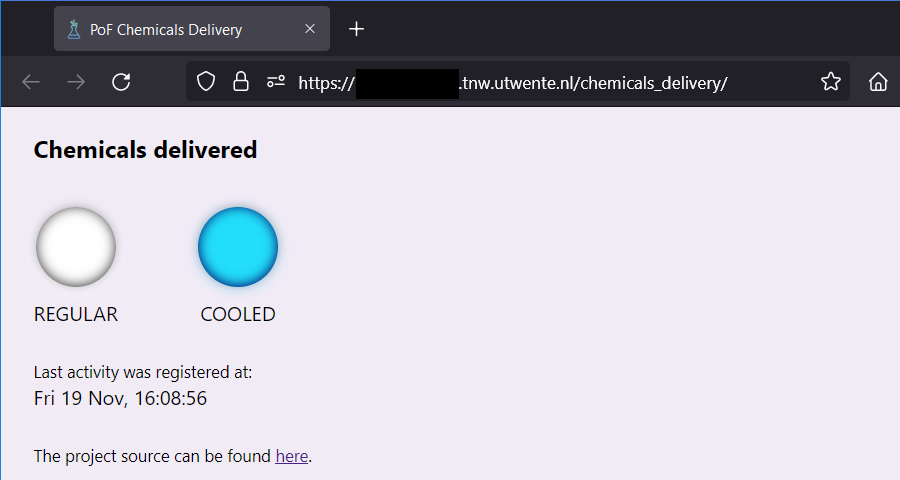 PoF Chemicals Delivery
https:// .tnw.utwente.nl/chemicals_delivery/
Chemicals delivered
REGULAR COOLED
Last activity was registered at:
Fri 19 Nov, 16:08:56
The project source can be found here.